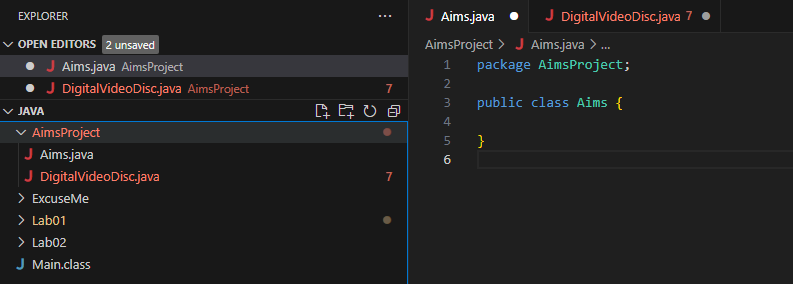 EXPLORER
OPEN EDITORS 2 unsaved
Aims.java AimsProject
DigitalVideoDisc.java AimsProject 7
JAVA
AimsProject
Aims.java
DigitalVideoDisc.java 7
ExcuseMe
Lab01
Lab02
Main.class
Aims.java DigitalVideoDisc.java 7
AimsProject > Aims.java > ...
1 package AimsProject;
2
3 public class Aims {
4
5 }
6